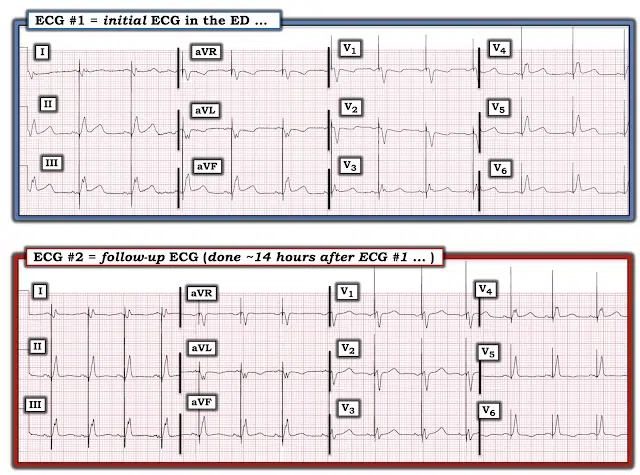 ECG #1 = initial ECG in the ED ...
I
aVR
V1
V4
II
aVL
V2
V5
III
aVF
V3
V6
ECG #2 = follow-up ECG (done ~14 hours after ECG #1 ... )
I
aVR
V1
V4
II
aVL
V2
V5
III
aVF
V3
V6